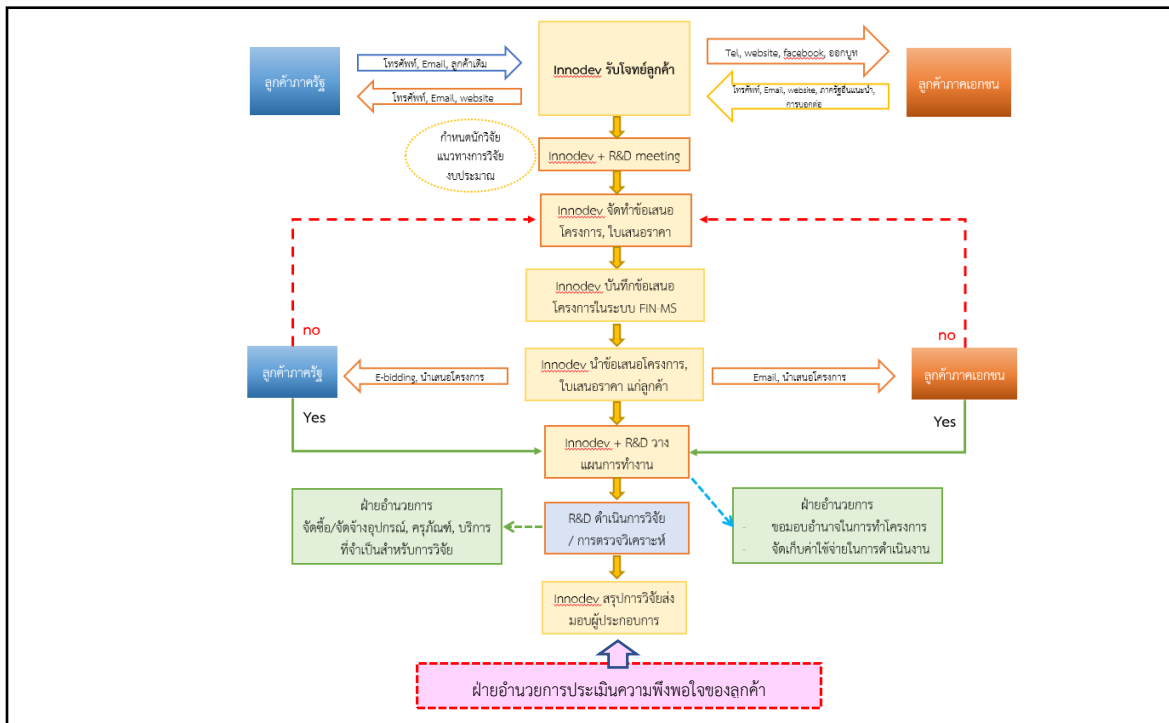 ลูกค้าภาครัฐ
โทรศัพท์, Email, ลูกค้าเดิม
โทรศัพท์, Email, website
Innodev รับโจทย์ลูกค้า
Tel, website, facebook, ออกบูท
โทรศัพท์, Email, website, ภาครัฐอื่นแนะนำ,
การบอกต่อ
ลูกค้าภาคเอกชน
กำหนดนักวิจัย
แนวทางการวิจัย
งบประมาณ
Innodev + R&D meeting
Innodev จัดทำข้อเสนอ
โครงการ, ใบเสนอราคา
Innodev บันทึกข้อเสนอ
โครงการในระบบ FIN-MS
no
no
ลูกค้าภาครัฐ
E-bidding, นำเสนอโครงการ
Innodev นำข้อเสนอโครงการ,
ใบเสนอราคา แก่ลูกค้า
Email, นำเสนอโครงการ
ลูกค้าภาคเอกชน
Yes
Yes
Innodev + R&D วาง
แผนการทำงาน
ฝ่ายอำนวยการ
จัดซื้อ/จัดจ้างอุปกรณ์, ครุภัณฑ์, บริการ
ที่จำเป็นสำหรับการวิจัย
R&D ดำเนินการวิจัย
/ การตรวจวิเคราะห์
ฝ่ายอำนวยการ
- ขอมอบอำนาจในการทำโครงการ
- จัดเก็บค่าใช้จ่ายในการดำเนินงาน
Innodev สรุปการวิจัยส่ง
มอบผู้ประกอบการ
ฝ่ายอำนวยการประเมินความพึงพอใจของลูกค้า